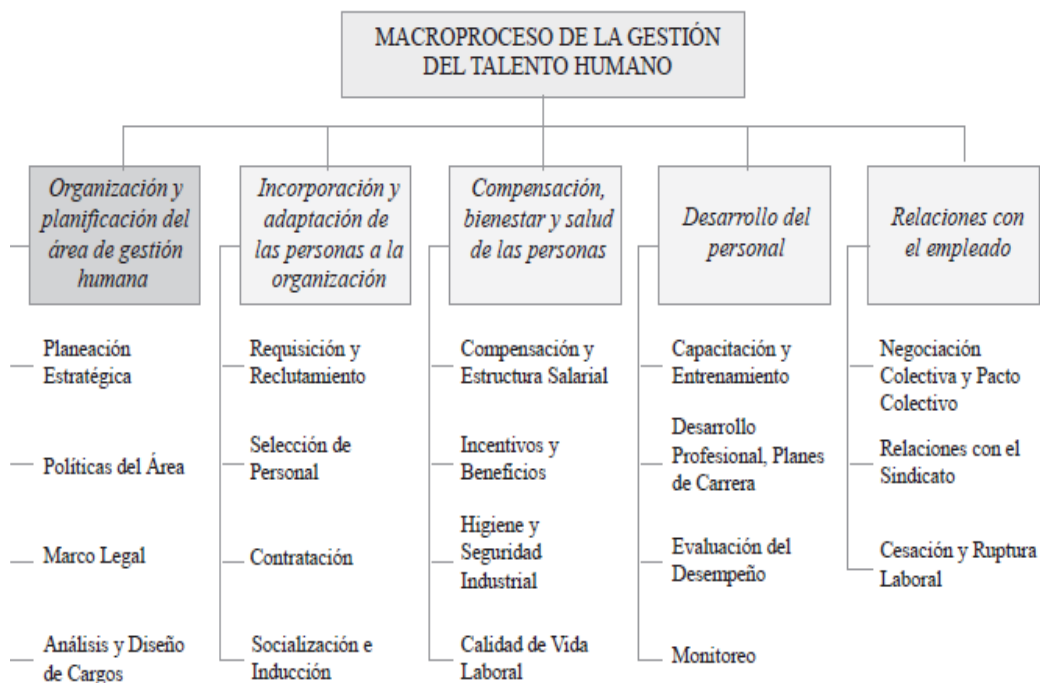 MACROPROCESO DE LA GESTIÓN
DEL TALENTO HUMANO
Organización y
planificación del
área de gestión
humana
Planeación
Estratégica
Políticas del Área
Marco Legal
Análisis y Diseño
de Cargos
Incorporación y
adaptación de
las personas a la
organización
Requisición y
Reclutamiento
Selección de
Personal
Contratación
Socialización e
Inducción
Compensación,
bienestar y salud
de las personas
Compensación y
Estructura Salarial
Incentivos y
Beneficios
Higiene y
Seguridad
Industrial
Calidad de Vida
Laboral
Desarrollo del
personal
Capacitación y
Entrenamiento
Desarrollo
Profesional, Planes
de Carrera
Evaluación del
Desempeño
Monitoreo
Relaciones con
el empleado
Negociación
Colectiva y Pacto
Colectivo
Relaciones con el
Sindicato
Cesación y Ruptura
Laboral